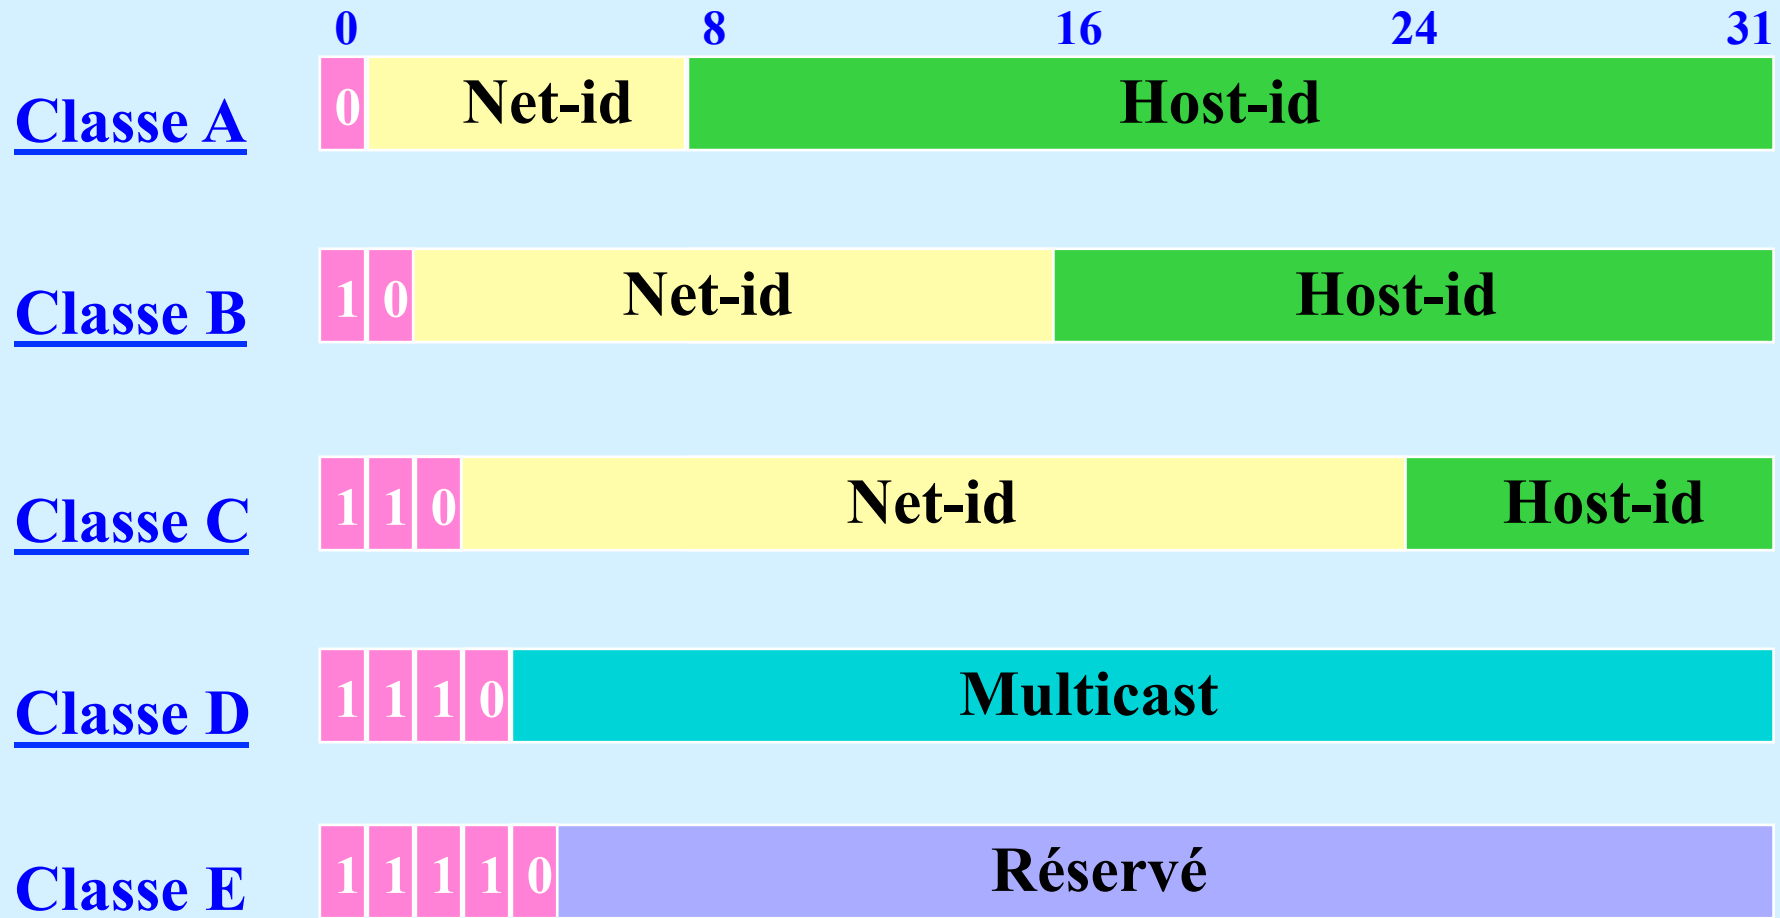 0 8 16 24 31
Classe A 0 Net-id Host-id
Classe B 1 0 Net-id Host-id
Classe C 1 1 0 Net-id Host-id
Classe D 1 1 1 0 Multicast
Classe E 1 1 1 1 0 Réservé